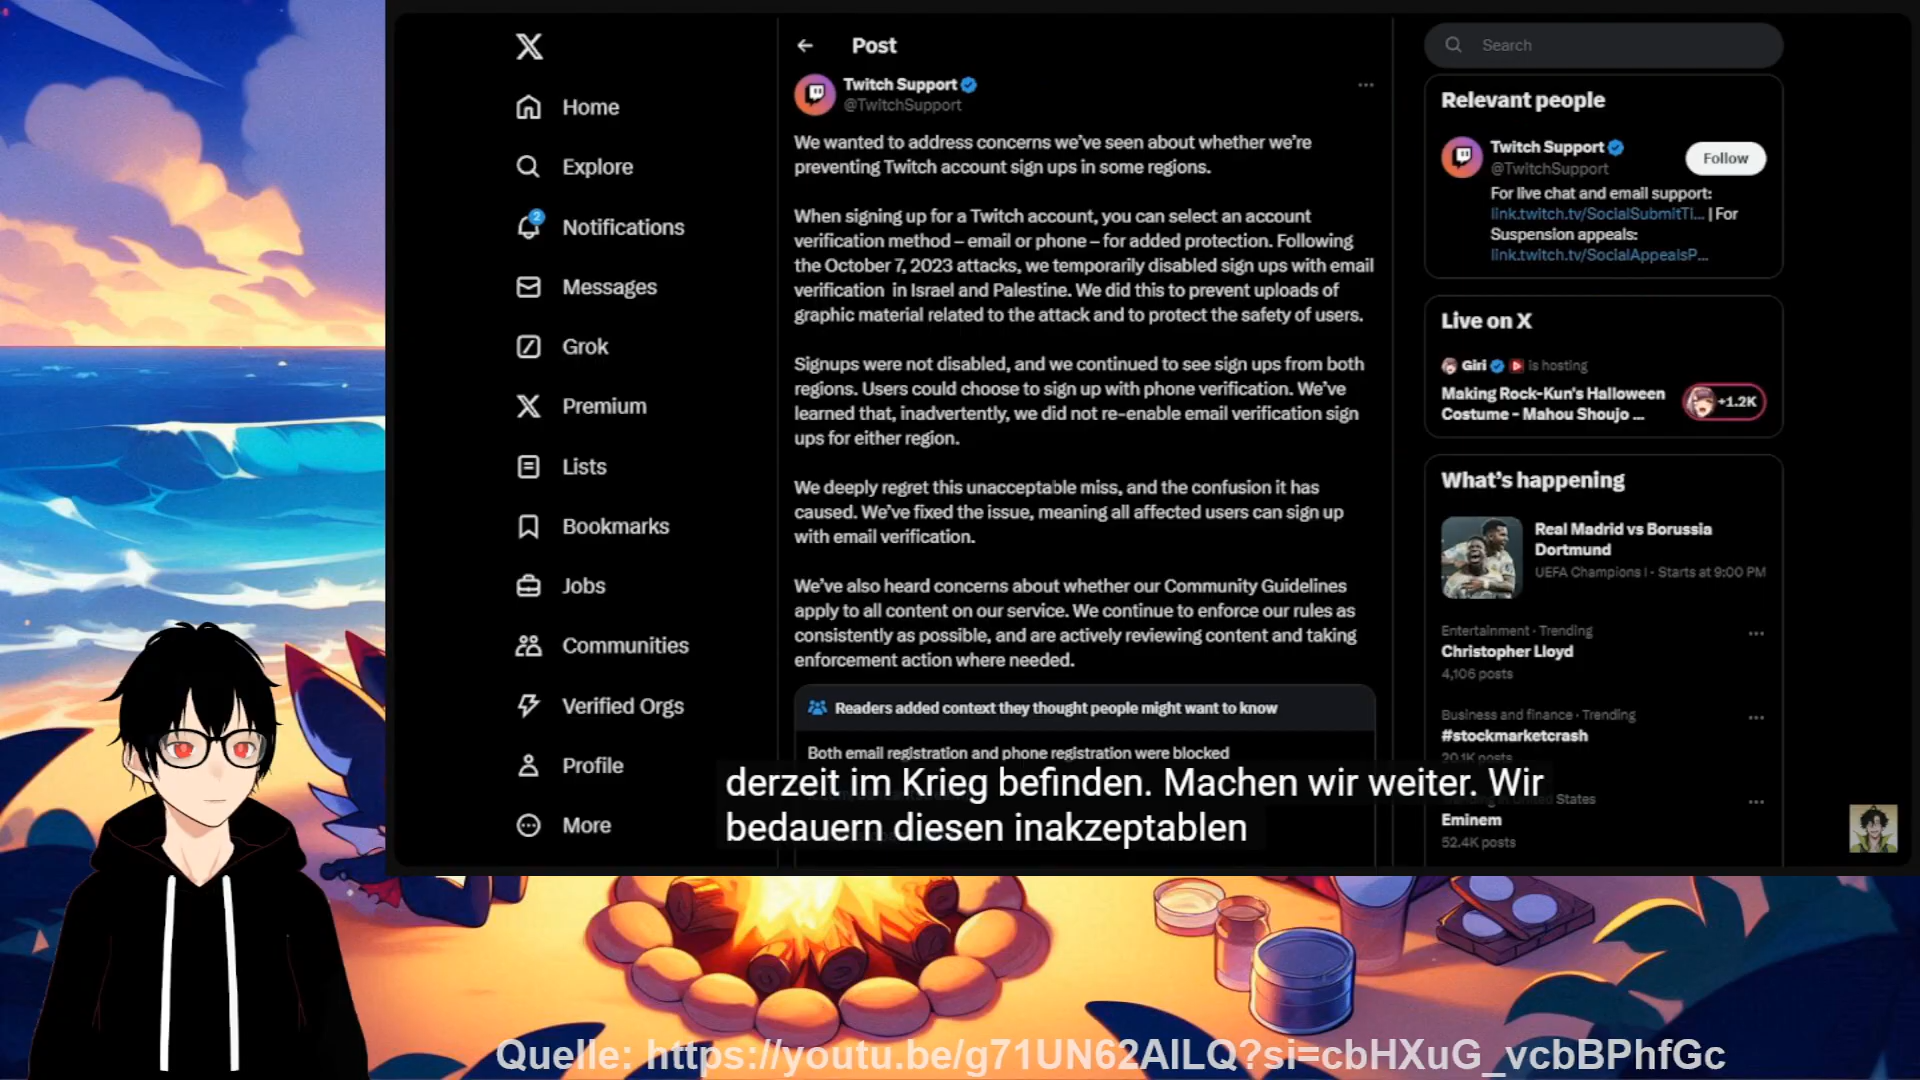 Home
Explore
2
Notifications
Messages
Grok
Premium
Lists
Bookmarks
Jobs
Communities
Verified Orgs
Profile
More
Post
Twitch Support
@TwitchSupport
We wanted to address concerns we've seen about whether we're
preventing Twitch account sign ups in some regions.
When signing up for a Twitch account, you can select an account
verification method – email or phone – for added protection. Following
the October 7, 2023 attacks, we temporarily disabled sign ups with email
verification in Israel and Palestine. We did this to prevent uploads of
graphic material related to the attack and to protect the safety of users.
Signups were not disabled, and we continued to see sign ups from both
regions. Users could choose to sign up with phone verification. We've
learned that, inadvertently, we did not re-enable email verification sign
ups for either region.
We deeply regret this unacceptable miss, and the confusion it has
caused. We've fixed the issue, meaning all affected users can sign up
with email verification.
We've also heard concerns about whether our Community Guidelines
apply to all content on our service. We continue to enforce our rules as
consistently as possible, and are actively reviewing content and taking
enforcement action where needed.
Readers added context they thought people might want to know
Both email registration and phone registration were blocked
derzeit im Krieg befinden. Machen wir weiter. Wir
bedauern diesen inakzeptablen
Search
Relevant people
Twitch Support
@TwitchSupport
Follow
For live chat and email support:
link.twitch.tv/SocialSubmitTi... | For
Suspension appeals:
link.twitch.tv/SocialAppealsP...
Live on X
Giri is hosting
Making Rock-Kun's Halloween
Costume - Mahou Shoujo ...
+1.2K
What's happening
Real Madrid vs Borussia
Dortmund
UEFA Champions l · Starts at 9:00 PM
Entertainment · Trending
Christopher Lloyd
4,106 posts
Business and finance · Trending
#stockmarketcrash
20.1K posts
States
Eminem
52.4K posts
Quelle: https://youtu.be/g71UN62AILQ?si=cbHXuG_vcbBPhfGc